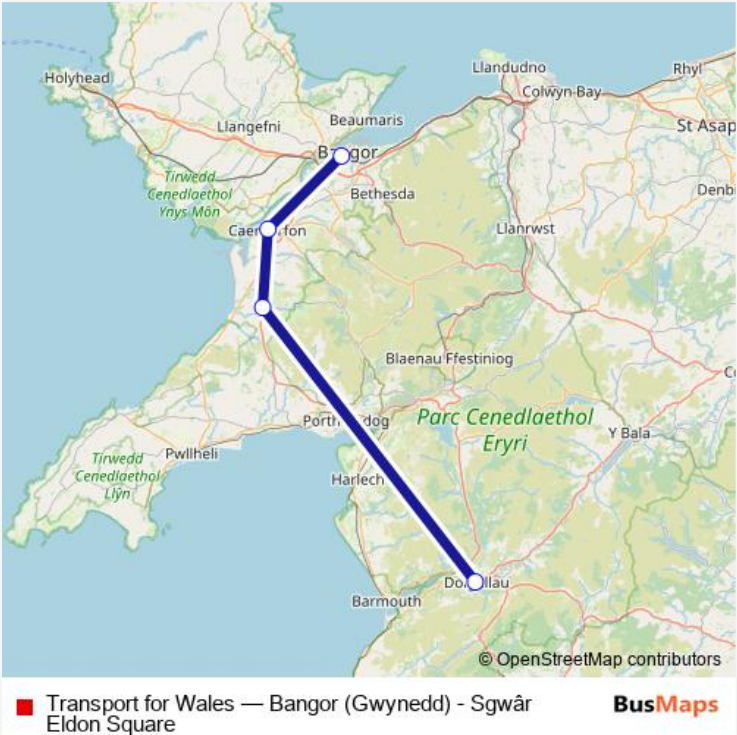 Llandudno
Rhyl
Holyhead
Colwyn Bay
Beaumaris
Llangefni
St Asap
Bangor
Tirwedd
Cenedlaethol
Ynys Môn
Bethesda
Denb
Llanrwst
Blaenau Ffestiniog
Parc Cenedlaethol
Eryri
Y Bala
Pwllheli
Tirwedd
Cenedlaethol
Llŷn
Harlech
Barmouth
© OpenStreetMap contributors
Transport for Wales — Bangor (Gwynedd) - Sgwâr
Eldon Square
BusMaps